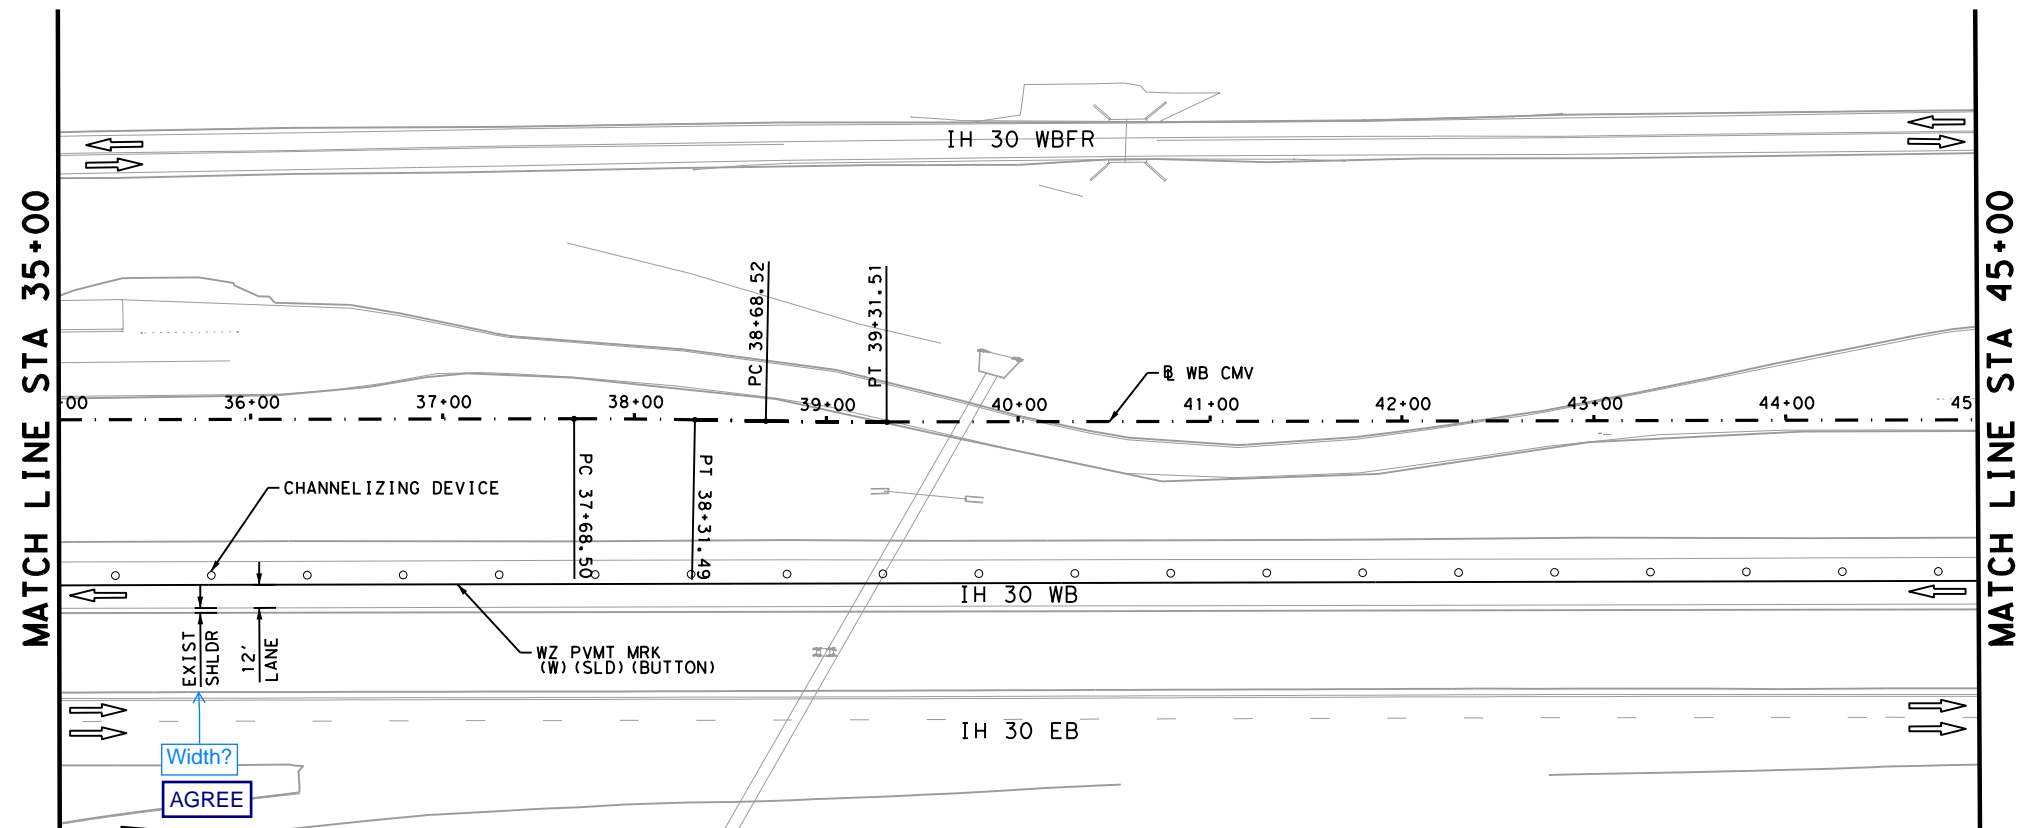 MATCH LINE STA 35+00
IH 30 WBFR
PC 38+68.52
PT 39+31.51
℄ WB CMV
00
36+00
37+00
38+00
39+00
40+00
41+00
42+00
43+00
44+00
45
PC 37+68.50
PT 38+31.49
CHANNELIZING DEVICE
IH 30 WB
EXIST
SHLDR
12'
LANE
WZ PVMT MRK
(W) (SLD) (BUTTON)
IH 30 EB
Width?
AGREE
MATCH LINE STA 45+00